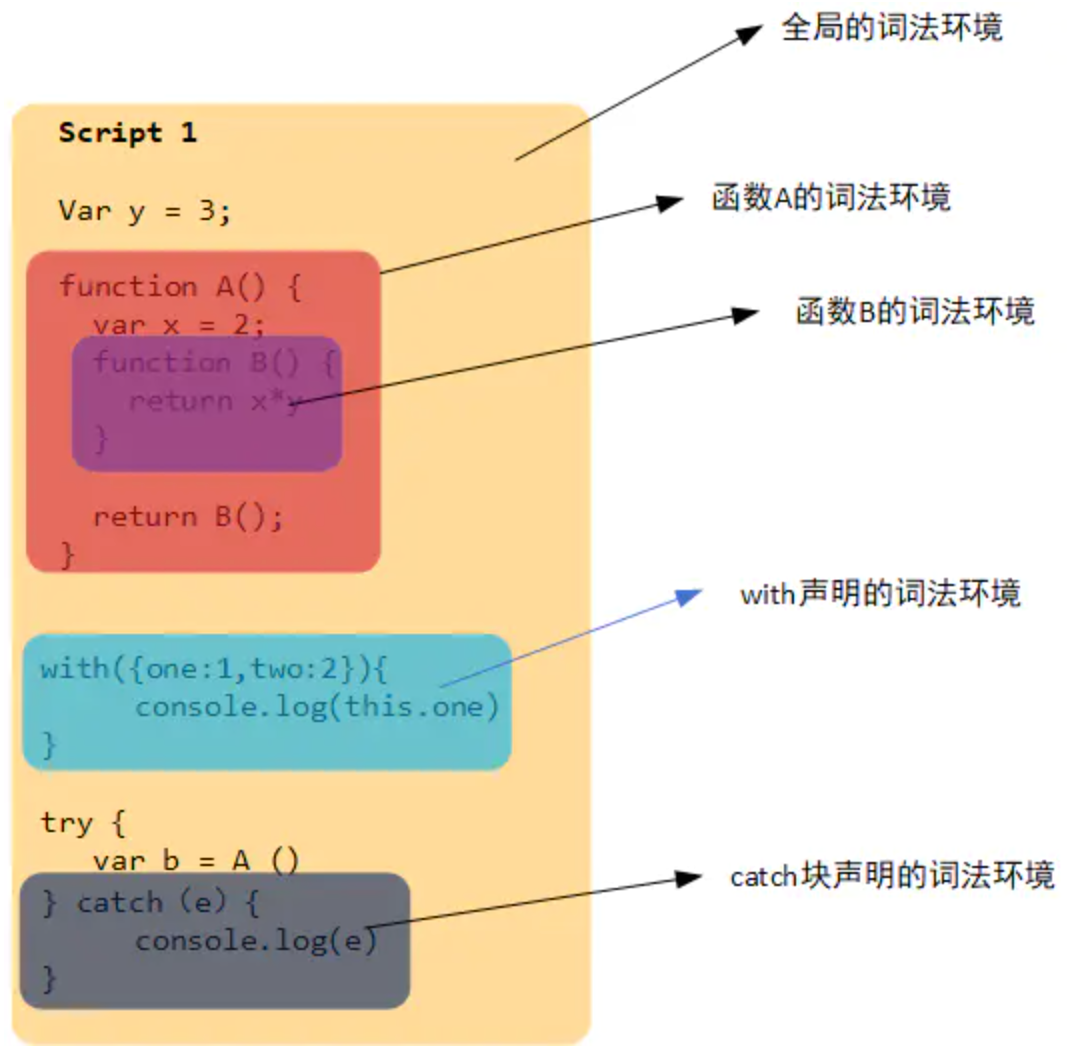 全局的词法环境
Script 1
函数A的词法环境
Var y = 3;
function A() {
函数B的词法环境
var x = 2;
function B() {
return x*y
}
return B();
}
with声明的词法环境
with({one:1,two:2}){
console.log(this.one)
}
try {
var b = A ()
catch块声明的词法环境
} catch (e) {
console.log(e)
}